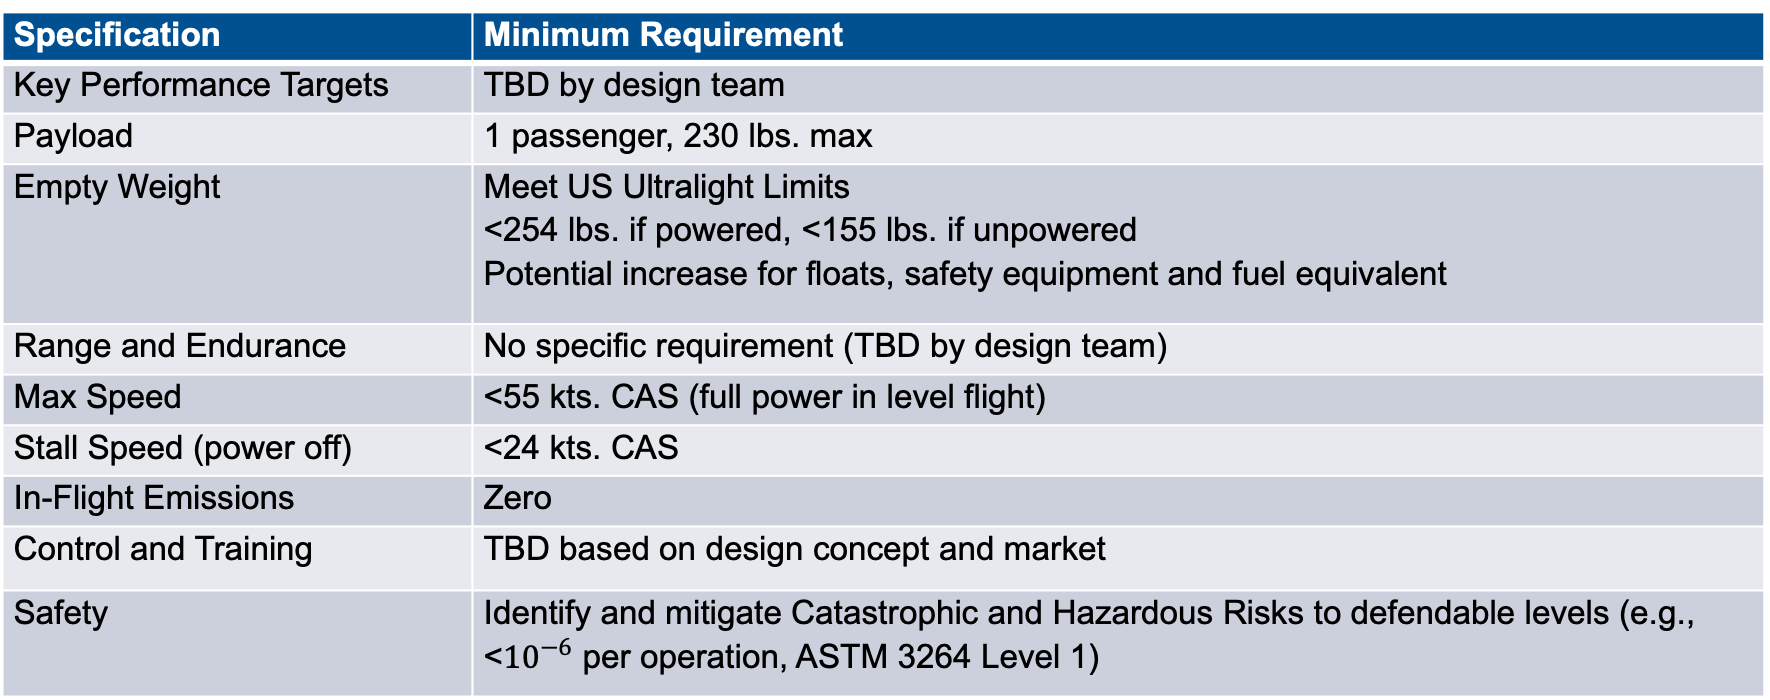 Specification Minimum Requirement
Key Performance Targets TBD by design team
Payload 1 passenger, 230 lbs. max
Empty Weight Meet US Ultralight Limits
<254 lbs. if powered, <155 lbs. if unpowered
Potential increase for floats, safety equipment and fuel equivalent
Range and Endurance No specific requirement (TBD by design team)
Max Speed <55 kts. CAS (full power in level flight)
Stall Speed (power off) <24 kts. CAS
In-Flight Emissions Zero
Control and Training TBD based on design concept and market
Safety Identify and mitigate Catastrophic and Hazardous Risks to defendable levels (e.g.,
<10⁻⁶ per operation, ASTM 3264 Level 1)